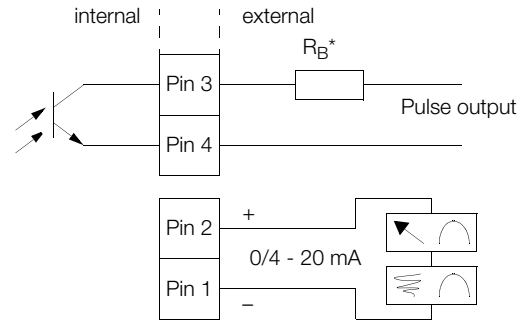 internal external
R_B*
Pin 3
Pulse output
Pin 4
Pin 2 +
0/4 - 20 mA
Pin 1 –